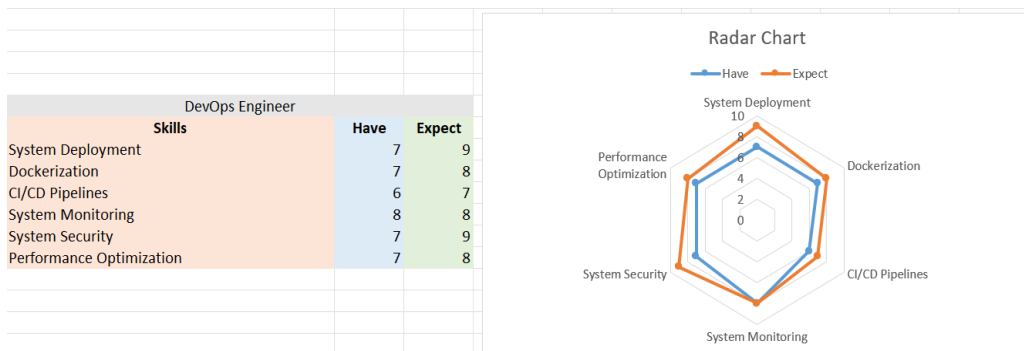 DevOps Engineer
Skills Have Expect
System Deployment 7 9
Dockerization 7 8
CI/CD Pipelines 6 7
System Monitoring 8 8
System Security 7 9
Performance Optimization 7 8
Radar Chart
Have Expect
System Deployment
10
8
6
4
2
0
Dockerization
CI/CD Pipelines
System Monitoring
System Security
Performance
Optimization